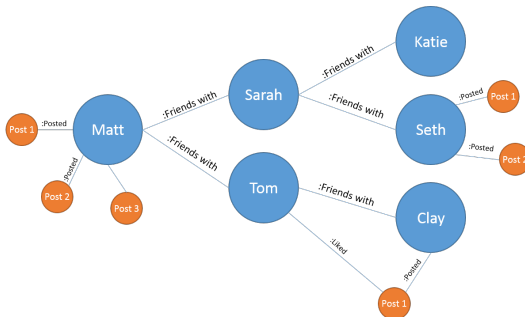 Katie
:Friends with
Sarah
:Friends with
:Friends with
Matt
Post 1
:Posted
:Posted
Post 2
Post 3
:Friends with
Seth
:Posted
Post 1
:Posted
Post 2
Tom
:Friends with
Clay
:Liked
:Posted
Post 1